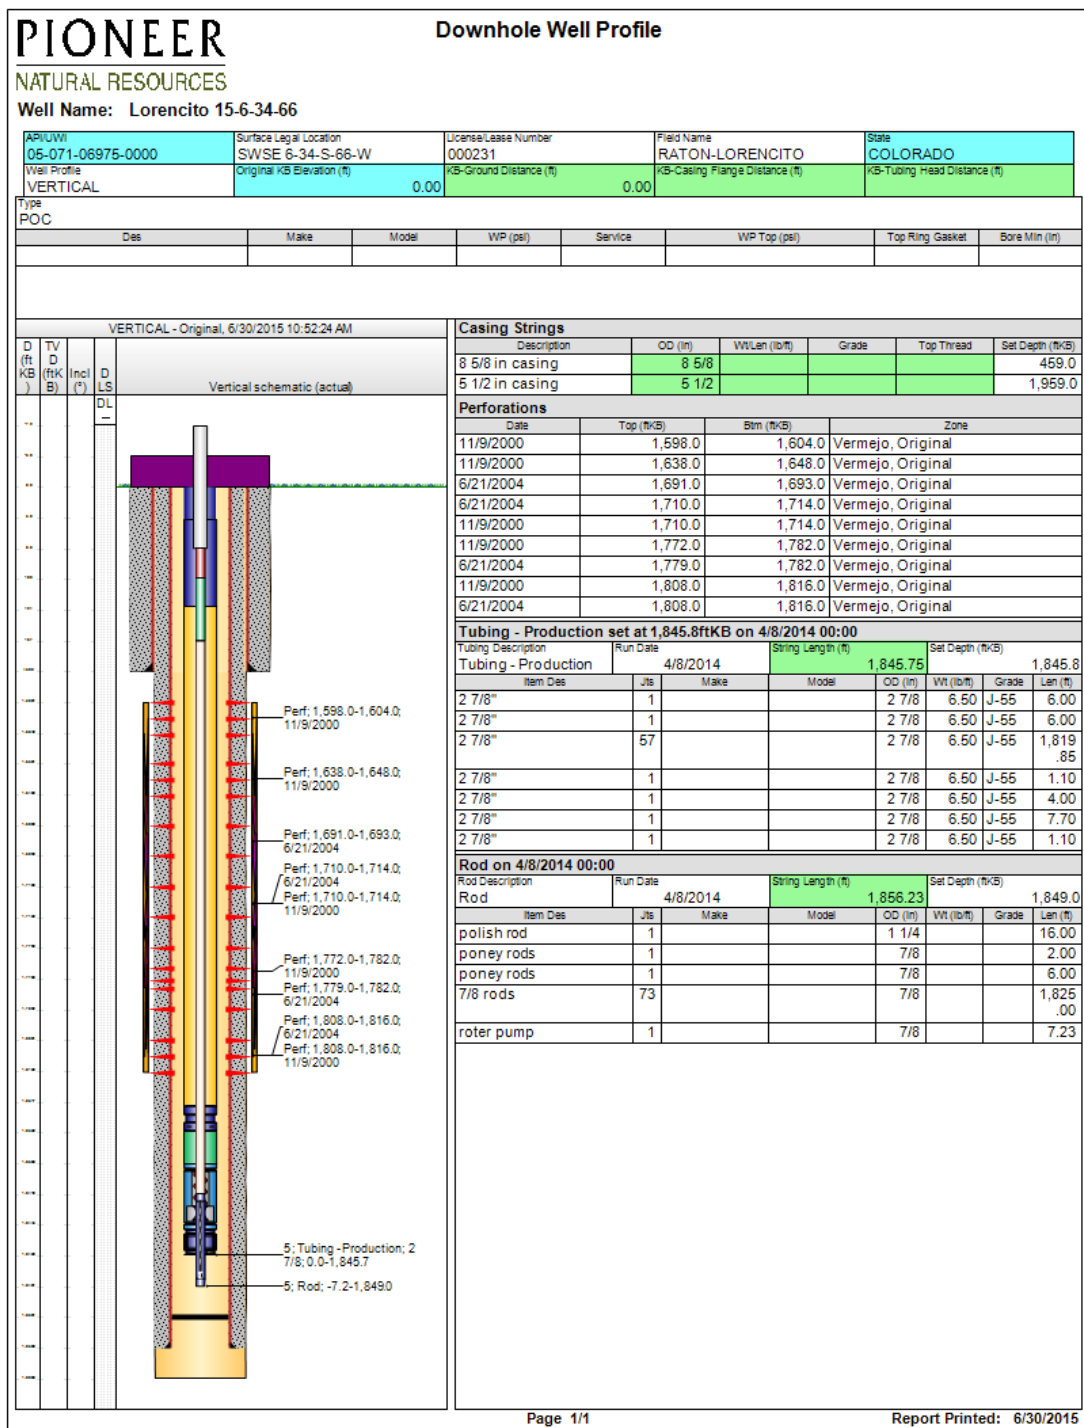 PIONEER
NATURAL RESOURCES
Downhole Well Profile
Well Name: Lorencito 15-6-34-66
API/UWI Surface Legal Location License/Lease Number Field Name State
05-071-06975-0000 SWSE 6-34-S-66-W 000231 RATON-LORENCITO COLORADO
Well Profile Original KB Elevation (ft) KB-Ground Distance (ft) KB-Casing Flange Distance (ft) KB-Tubing Head Distance (ft)
VERTICAL 0.00 0.00
Type
POC
Des Make Model WP (psi) Service WP Top (psi) Top Ring Gasket Bore Min (in)
VERTICAL - Original, 6/30/2015 10:52:24 AM
D (ft KB ) TV D (ftK B) Incl (°) D LS
Vertical schematic (actual)
DL
Perf; 1,598.0-1,604.0;
11/9/2000
Perf; 1,638.0-1,648.0;
11/9/2000
Perf; 1,691.0-1,693.0;
6/21/2004
Perf; 1,710.0-1,714.0;
6/21/2004
Perf; 1,710.0-1,714.0;
11/9/2000
Perf; 1,772.0-1,782.0;
11/9/2000
Perf; 1,779.0-1,782.0;
6/21/2004
Perf; 1,808.0-1,816.0;
6/21/2004
Perf; 1,808.0-1,816.0;
11/9/2000
5; Tubing - Production; 2
7/8; 0.0-1,845.7
5; Rod; -7.2-1,849.0
Casing Strings
Description OD (in) Wt/Len (lb/ft) Grade Top Thread Set Depth (ftKB)
8 5/8 in casing 8 5/8 459.0
5 1/2 in casing 5 1/2 1,959.0
Perforations
Date Top (ftKB) Btm (ftKB) Zone
11/9/2000 1,598.0 1,604.0 Vermejo, Original
11/9/2000 1,638.0 1,648.0 Vermejo, Original
6/21/2004 1,691.0 1,693.0 Vermejo, Original
6/21/2004 1,710.0 1,714.0 Vermejo, Original
11/9/2000 1,710.0 1,714.0 Vermejo, Original
11/9/2000 1,772.0 1,782.0 Vermejo, Original
6/21/2004 1,779.0 1,782.0 Vermejo, Original
11/9/2000 1,808.0 1,816.0 Vermejo, Original
6/21/2004 1,808.0 1,816.0 Vermejo, Original
Tubing - Production set at 1,845.8ftKB on 4/8/2014 00:00
Tubing Description Run Date String Length (ft) Set Depth (ftKB)
Tubing - Production 4/8/2014 1,845.75 1,845.8
Item Des Jts Make Model OD (in) Wt (lb/ft) Grade Len (ft)
2 7/8" 1 2 7/8 6.50 J-55 6.00
2 7/8" 1 2 7/8 6.50 J-55 6.00
2 7/8" 57 2 7/8 6.50 J-55 1,819
.85
2 7/8" 1 2 7/8 6.50 J-55 1.10
2 7/8" 1 2 7/8 6.50 J-55 4.00
2 7/8" 1 2 7/8 6.50 J-55 7.70
2 7/8" 1 2 7/8 6.50 J-55 1.10
Rod on 4/8/2014 00:00
Rod Description Run Date String Length (ft) Set Depth (ftKB)
Rod 4/8/2014 1,856.23 1,849.0
Item Des Jts Make Model OD (in) Wt (lb/ft) Grade Len (ft)
polish rod 1 1 1/4 16.00
poney rods 1 7/8 2.00
poney rods 1 7/8 6.00
7/8 rods 73 7/8 1,825
.00
roter pump 1 7/8 7.23
Page 1/1
Report Printed: 6/30/2015